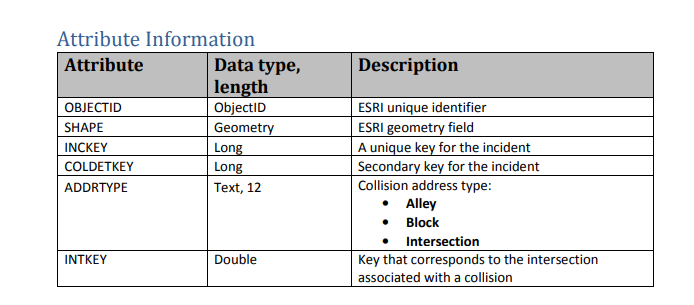 Attribute Information
Attribute Data type, length Description
OBJECTID ObjectID ESRI unique identifier
SHAPE Geometry ESRI geometry field
INCKEY Long A unique key for the incident
COLDETKEY Long Secondary key for the incident
ADDRTYPE Text, 12 Collision address type:
• Alley
• Block
• Intersection
INTKEY Double Key that corresponds to the intersection
associated with a collision